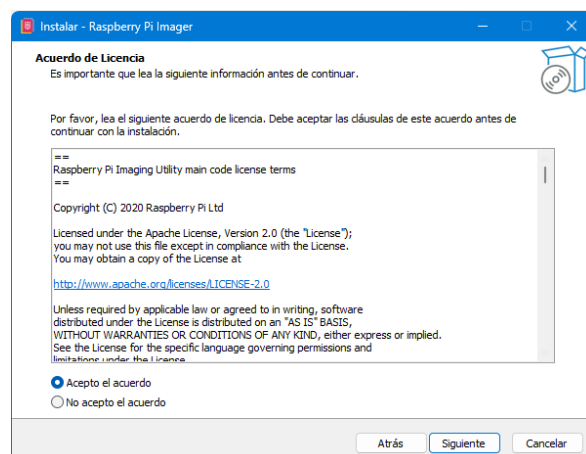 Instalar - Raspberry Pi Imager
Acuerdo de Licencia
Es importante que lea la siguiente información antes de continuar.
Por favor, lea el siguiente acuerdo de licencia. Debe aceptar las cláusulas de este acuerdo antes de
continuar con la instalación.
==
Raspberry Pi Imaging Utility main code license terms
==
Copyright (C) 2020 Raspberry Pi Ltd
Licensed under the Apache License, Version 2.0 (the "License");
you may not use this file except in compliance with the License.
You may obtain a copy of the License at
http://www.apache.org/licenses/LICENSE-2.0
Unless required by applicable law or agreed to in writing, software
distributed under the License is distributed on an "AS IS" BASIS,
WITHOUT WARRANTIES OR CONDITIONS OF ANY KIND, either express or implied.
See the License for the specific language governing permissions and
limitations under the License
Acepto el acuerdo
No acepto el acuerdo
Atrás
Siguiente
Cancelar